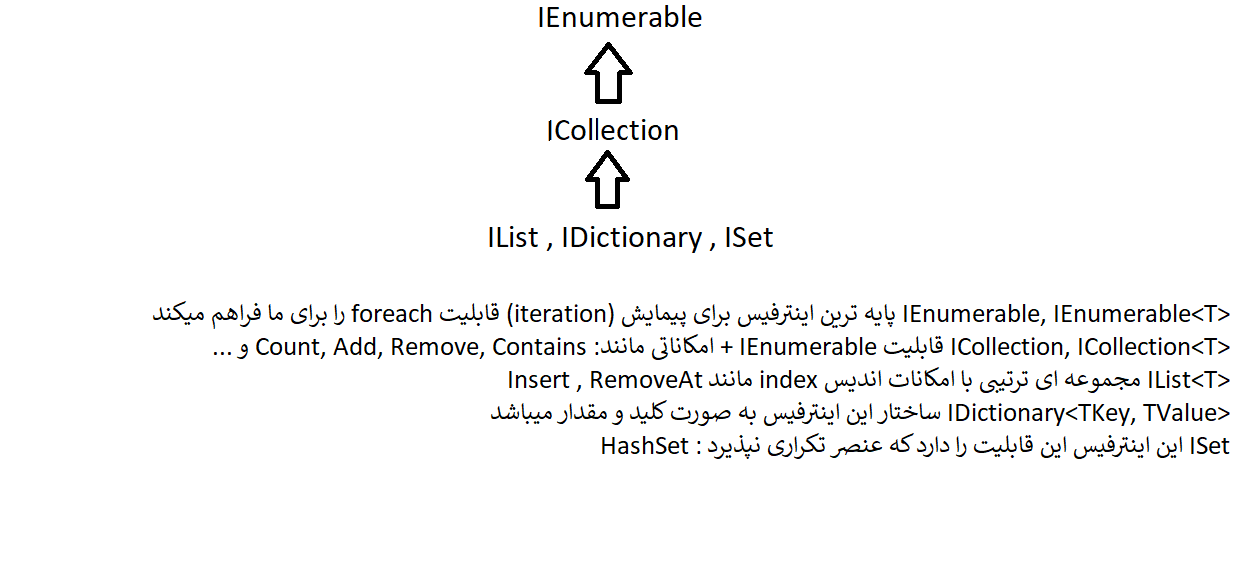 IEnumerable
ICollection
IList , IDictionary , ISet
IEnumerable, IEnumerable<T> پایه ترین اینترفیس برای پیمایش (iteration) قابلیت foreach را برای ما فراهم میکند
ICollection, ICollection<T> قابلیت IEnumerable + امکاناتی مانند: Count, Add, Remove, Contains و ...
IList<T> مجموعه ای ترتیبی با امکانات اندیس index مانند Insert , RemoveAt
IDictionary<TKey, TValue> ساختار این اینترفیس به صورت کلید و مقدار میباشد
ISet این اینترفیس این قابلیت را دارد که عنصر تکراری نپذیرد : HashSet